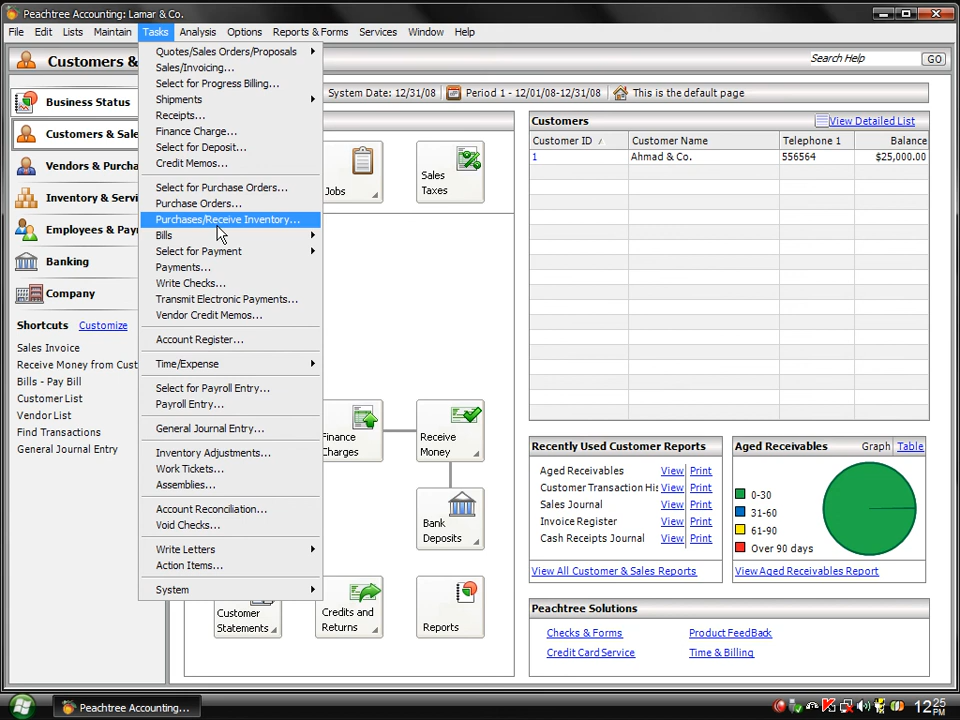 Peachtree Accounting: Lamar & Co.
File Edit Lists Maintain Tasks Analysis Options Reports & Forms Services Window Help
Customers &
Search Help GO
System Date: 12/31/08 Period 1 - 12/01/08-12/31/08 This is the default page
Business Status
Customers & Sale
Vendors & Purcha
Inventory & Servi
Employees & Pay
Banking
Company
Shortcuts Customize
Sales Invoice
Receive Money from Cust
Bills - Pay Bill
Customer List
Vendor List
Find Transactions
General Journal Entry
Quotes/Sales Orders/Proposals
Sales/Invoicing...
Select for Progress Billing...
Shipments
Receipts...
Finance Charge...
Select for Deposit...
Credit Memos...
Select for Purchase Orders...
Purchase Orders...
Purchases/Receive Inventory...
Bills
Select for Payment
Payments...
Write Checks...
Transmit Electronic Payments...
Vendor Credit Memos...
Account Register...
Time/Expense
Select for Payroll Entry...
Payroll Entry...
General Journal Entry...
Inventory Adjustments...
Work Tickets...
Assemblies...
Account Reconciliation...
Void Checks...
Write Letters
Action Items...
System
Jobs
Sales
Taxes
Finance
Charges
Receive
Money
Bank
Deposits
Customer
Statements
Credits and
Returns
Reports
Customers View Detailed List
Customer ID Customer Name Telephone 1 Balance
1 Ahmad & Co. 556564 $25,000.00
Recently Used Customer Reports
Aged Receivables View Print
Customer Transaction His View Print
Sales Journal View Print
Invoice Register View Print
Cash Receipts Journal View Print
View All Customer & Sales Reports
Aged Receivables Graph Table
0-30
31-60
61-90
Over 90 days
View Aged Receivables Report
Peachtree Solutions
Checks & Forms Product FeedBack
Credit Card Service Time & Billing
Peachtree Accounting...
12:25
PM